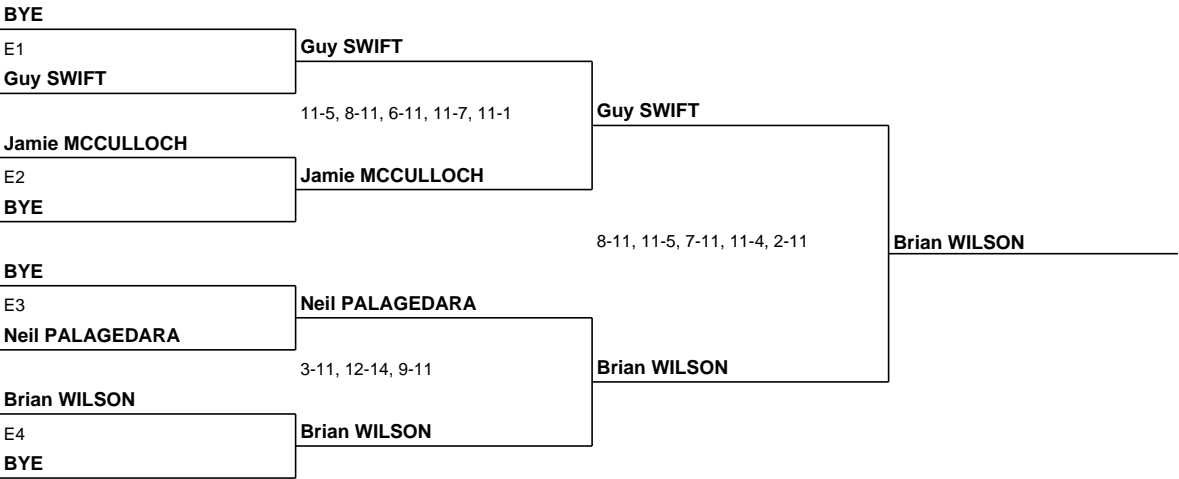 BYE
E1
Guy SWIFT
Guy SWIFT
11-5, 8-11, 6-11, 11-7, 11-1
Guy SWIFT
Jamie MCCULLOCH
E2
Jamie MCCULLOCH
BYE
8-11, 11-5, 7-11, 11-4, 2-11
Brian WILSON
BYE
E3
Neil PALAGEDARA
Neil PALAGEDARA
3-11, 12-14, 9-11
Brian WILSON
Brian WILSON
E4
Brian WILSON
BYE